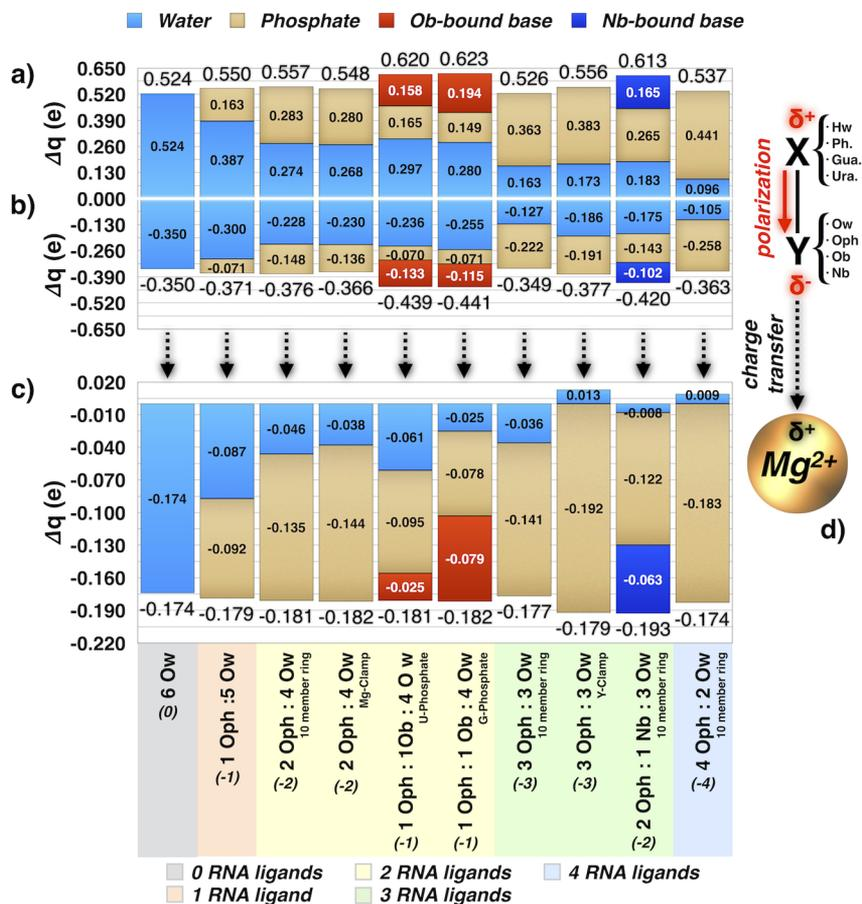 Water Phosphate Ob-bound base Nb-bound base
a)
Δq (e)
0.650
0.520
0.390
0.260
0.130
0.000
0.524 0.550 0.557 0.548 0.620 0.623 0.526 0.556 0.613 0.537
0.158 0.194 0.165
0.163 0.283 0.280 0.165 0.149 0.363 0.383 0.265 0.441
0.524 0.387 0.274 0.268 0.297 0.280 0.163 0.173 0.183 0.096
b)
Δq (e)
-0.130
-0.260
-0.390
-0.520
-0.650
-0.350 -0.300 -0.228 -0.230 -0.236 -0.255 -0.127 -0.186 -0.175 -0.105
-0.071 -0.148 -0.136 -0.070 -0.071 -0.222 -0.191 -0.143 -0.258
-0.133 -0.115 -0.102
-0.350 -0.371 -0.376 -0.366 -0.439 -0.441 -0.349 -0.377 -0.420 -0.363
c)
Δq (e)
0.020
-0.010
-0.040
-0.070
-0.100
-0.130
-0.160
-0.190
-0.220
0.013 0.009
-0.174 -0.087 -0.046 -0.038 -0.061 -0.025 -0.036 -0.008
-0.092 -0.135 -0.144 -0.095 -0.078 -0.141 -0.192 -0.122 -0.183
-0.025 -0.079 -0.063
-0.174 -0.179 -0.181 -0.182 -0.181 -0.182 -0.177 -0.179 -0.193 -0.174
6 Ow
(0)
1 Oph :5 Ow
(-1)
2 Oph : 4 Ow
10 member ring
(-2)
2 Oph : 4 Ow
Mg-Clamp
(-2)
1 Oph : 1Ob : 4 O w
U-Phosphate
(-1)
1 Oph : 1 Ob : 4 Ow
G-Phosphate
(-1)
3 Oph : 3 Ow
10 member ring
(-3)
3 Oph : 3 Ow
Y-Clamp
(-3)
2 Oph : 1 Nb : 3 Ow
10 member ring
(-2)
4 Oph : 2 Ow
10 member ring
(-4)
0 RNA ligands 2 RNA ligands 4 RNA ligands
1 RNA ligand 3 RNA ligands
δ+
X
· Hw
· Ph.
· Gua.
· Ura.
polarization
Y
· Ow
· Oph
· Ob
· Nb
δ-
charge
transfer
δ+
Mg2+
d)